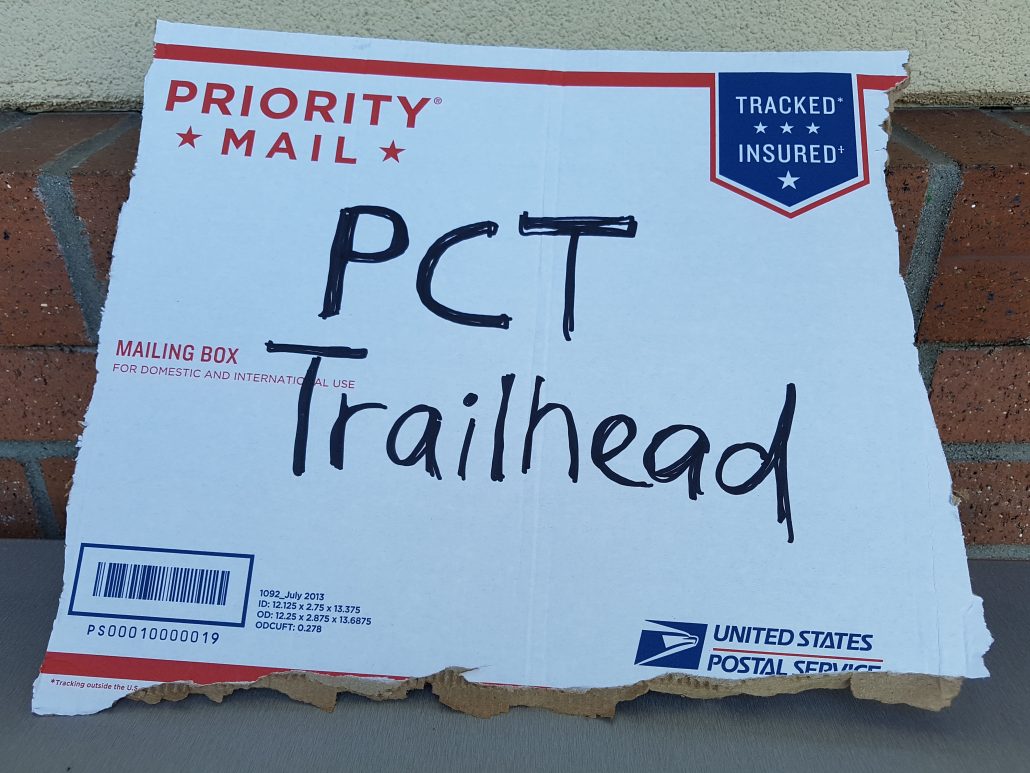 PRIORITY®
★ MAIL ★
TRACKED*
★ ★ ★
INSURED‡
★
PCT
MAILING BOX
FOR DOMESTIC AND INTERNATIONAL USE
Trailhead
1092_July 2013
ID: 12.125 x 2.75 x 13.375
OD: 12.25 x 2.875 x 13.6875
ODCUFT: 0.278
PS00010000019
UNITED STATES
POSTAL SERVICE
*Tracking outside the U.S.